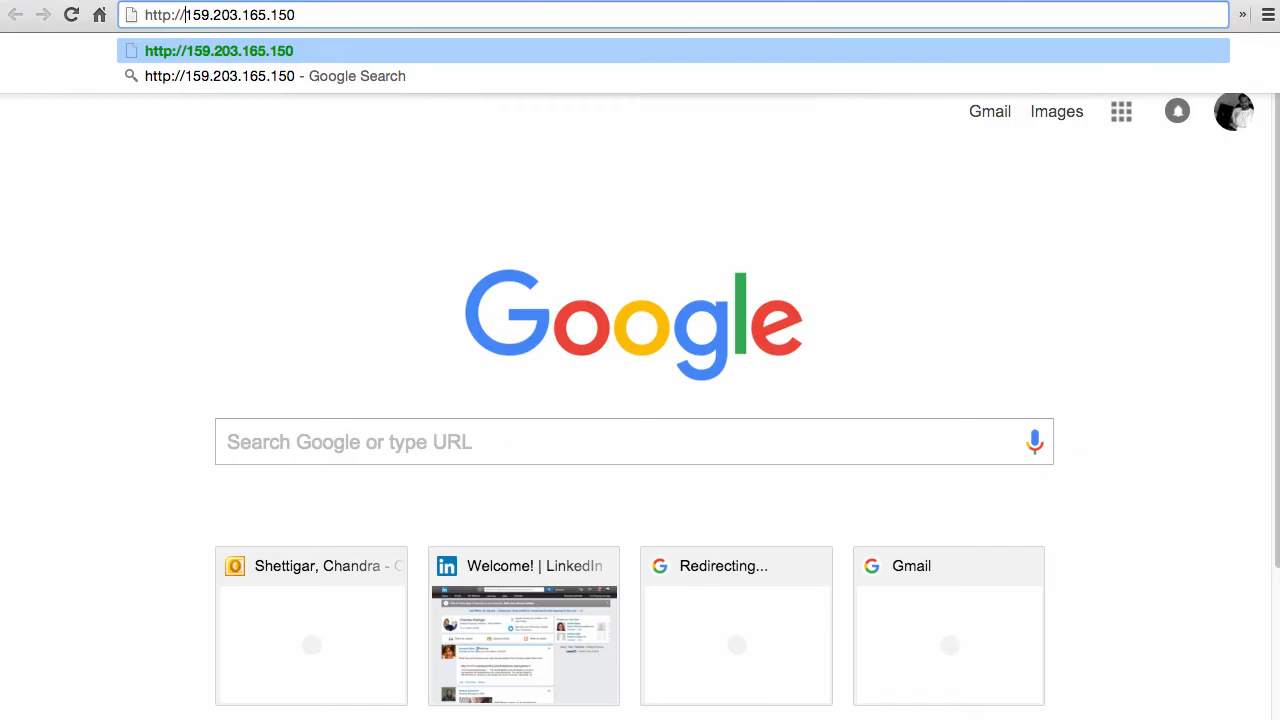 http://159.203.165.150
»
http://159.203.165.150
http://159.203.165.150 - Google Search
Gmail Images
Google
Search Google or type URL
Shettigar, Chandra -
Welcome! | LinkedIn
Redirecting...
Gmail